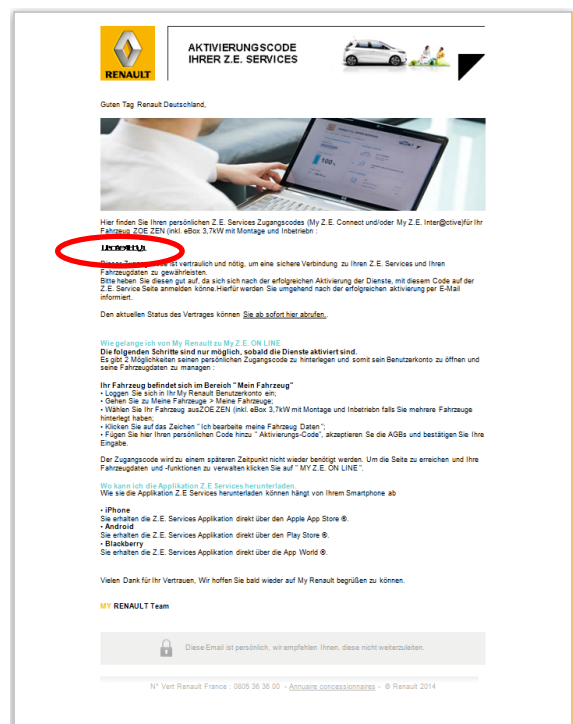 RENAULT
AKTIVIERUNGSCODE
IHRER Z.E. SERVICES
Guten Tag Renault Deutschland,
Hier finden Sie Ihren persönlichen Z.E. Services Zugangscodes (My Z.E. Connect und/oder My Z.E. Inter@ctive)für Ihr
Fahrzeug ZOE ZEN (inkl. eBox 3,7kW mit Montage und Inbetriebn :
Dieser Zugangscode ist vertraulich und nötig, um eine sichere Verbindung zu Ihren Z.E. Services und Ihren
Fahrzeugdaten zu gewährleisten.
Bitte heben Sie diesen gut auf, da sich sich nach der erfolgreichen Aktivierung der Dienste, mit diesem Code auf der
Z.E. Service Seite anmelden könne.Hierfür werden Sie umgehend nach der erfolgreichen aktivierung per E-Mail
informiert.
Den aktuellen Status des Vertrages können Sie ab sofort hier abrufen..
Wie gelange ich von My Renault zu My Z.E. ON LINE
Die folgenden Schritte sind nur möglich, sobald die Dienste aktiviert sind.
Es gibt 2 Möglichkeiten seinen persönlichen Zugangscode zu hinterlegen und somit sein Benutzerkonto zu öffnen und
seine Fahrzeugdaten zu managen :
Ihr Fahrzeug befindet sich im Bereich "Mein Fahrzeug"
• Loggen Sie sich in Ihr My Renault Benutzerkonto ein;
• Gehen Sie zu Meine Fahrzeuge > Meine Fahrzeuge;
• Wählen Sie Ihr Fahrzeug ausZOE ZEN (inkl. eBox 3,7kW mit Montage und Inbetriebn falls Sie mehrere Fahrzeuge
hinterlegt haben;
• Klicken Sie auf das Zeichen "Ich bearbeite meine Fahrzeug Daten";
• Fügen Sie hier Ihren persönlichen Code hinzu "Aktivierungs-Code", akzeptieren Se die AGBs und bestätigen Sie Ihre
Eingabe.
Der Zugangscode wird zu einem späteren Zeitpunkt nicht wieder benötigt werden. Um die Seite zu erreichen und Ihre
Fahrzeugdaten und -funktionen zu verwalten klicken Sie auf "MY Z.E. ON LINE".
Wo kann ich die Applikation Z.E Services herunterladen.
Wie sie die Applikation Z.E Services herunterladen können hängt von Ihrem Smartphone ab
• iPhone
Sie erhalten die Z.E. Services Applikation direkt über den Apple App Store ®.
• Android
Sie erhalten die Z.E. Services Applikation direkt über den Play Store ®.
• Blackberry
Sie erhalten die Z.E. Services Applikation direkt über die App World ®.
Vielen Dank für Ihr Vertrauen, Wir hoffen Sie bald wieder auf My Renault begrüßen zu können.
MY RENAULT Team
Diese Email ist persönlich, wir empfehlen Ihnen, diese nicht weiterzuleiten.
N° Vert Renault France : 0805 36 36 00 - Annuaire concessionnaires - © Renault 2014